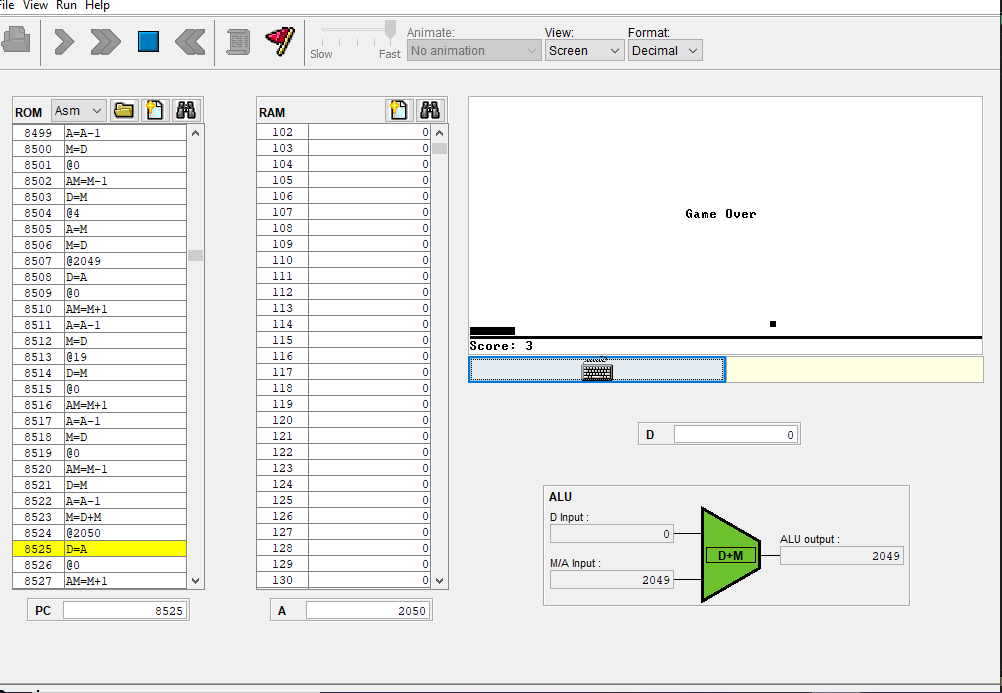 File View Run Help
Slow Fast
Animate:
No animation
View:
Screen
Format:
Decimal
ROM Asm
8499 A=A-1
8500 M=D
8501 @0
8502 AM=M-1
8503 D=M
8504 @4
8505 A=M
8506 M=D
8507 @2049
8508 D=A
8509 @0
8510 AM=M+1
8511 A=A-1
8512 M=D
8513 @19
8514 D=M
8515 @0
8516 AM=M+1
8517 A=A-1
8518 M=D
8519 @0
8520 AM=M-1
8521 D=M
8522 A=A-1
8523 M=D+M
8524 @2050
8525 D=A
8526 @0
8527 AM=M+1
PC 8525
RAM
102 0
103 0
104 0
105 0
106 0
107 0
108 0
109 0
110 0
111 0
112 0
113 0
114 0
115 0
116 0
117 0
118 0
119 0
120 0
121 0
122 0
123 0
124 0
125 0
126 0
127 0
128 0
129 0
130 0
A 2050
Game Over
Score: 3
D 0
ALU
D Input :
0
M/A Input :
2049
D+M
ALU output :
2049